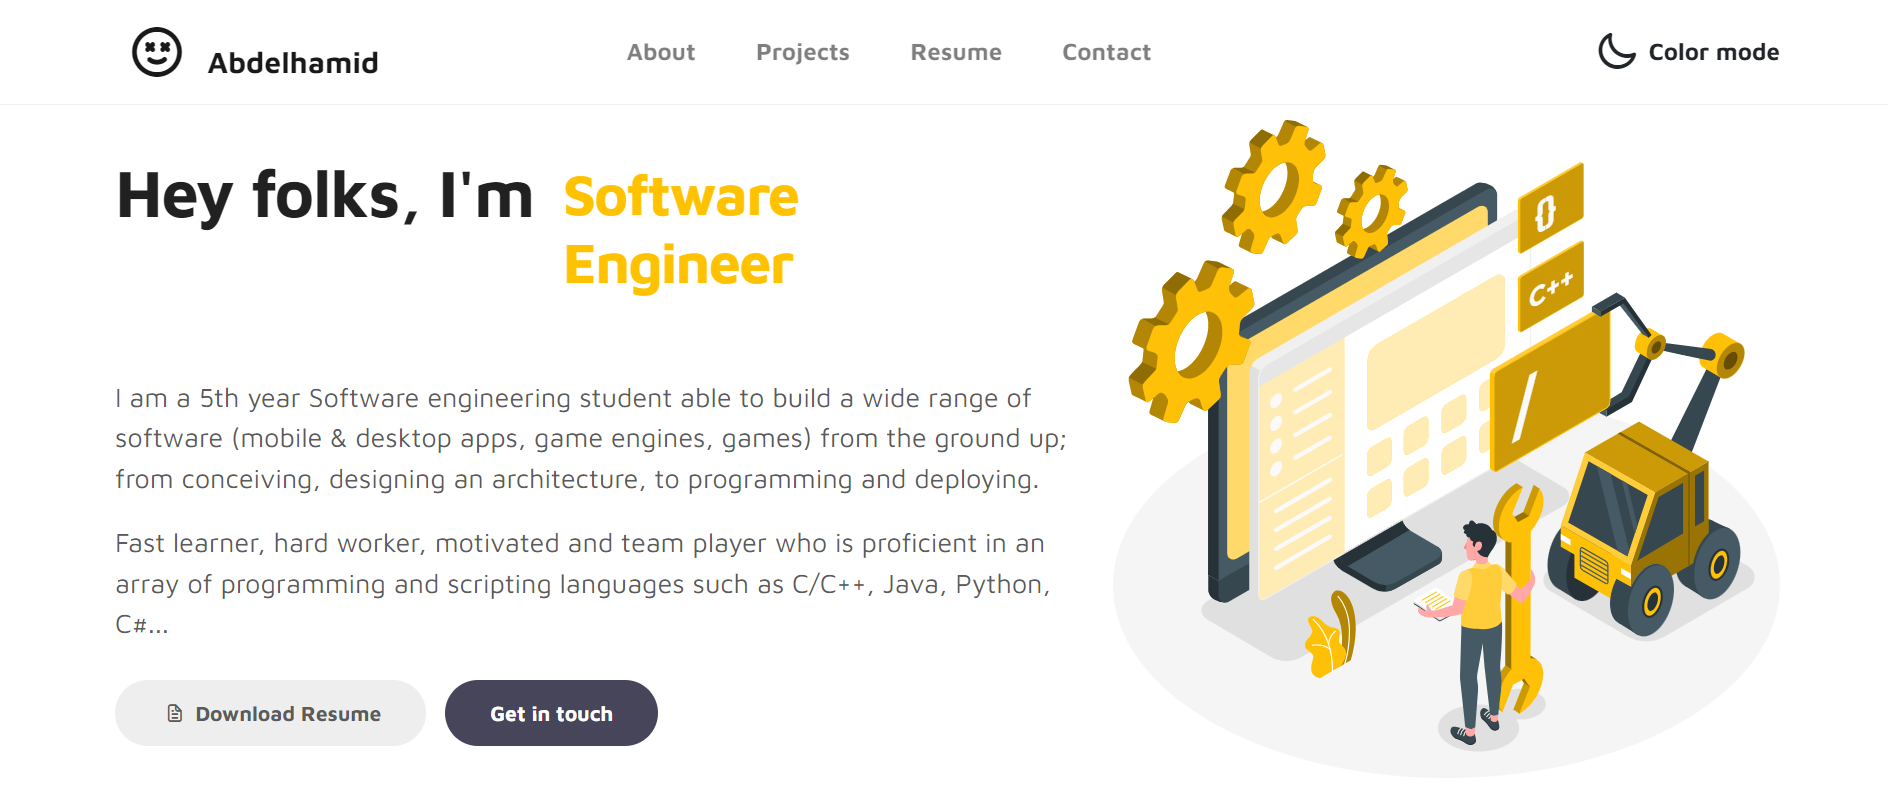 Abdelhamid
About Projects Resume Contact
Color mode
Hey folks, I'm Software
Engineer
I am a 5th year Software engineering student able to build a wide range of
software (mobile & desktop apps, game engines, games) from the ground up;
from conceiving, designing an architecture, to programming and deploying.
Fast learner, hard worker, motivated and team player who is proficient in an
array of programming and scripting languages such as C/C++, Java, Python,
C#...
Download Resume
Get in touch
{}
C++
/